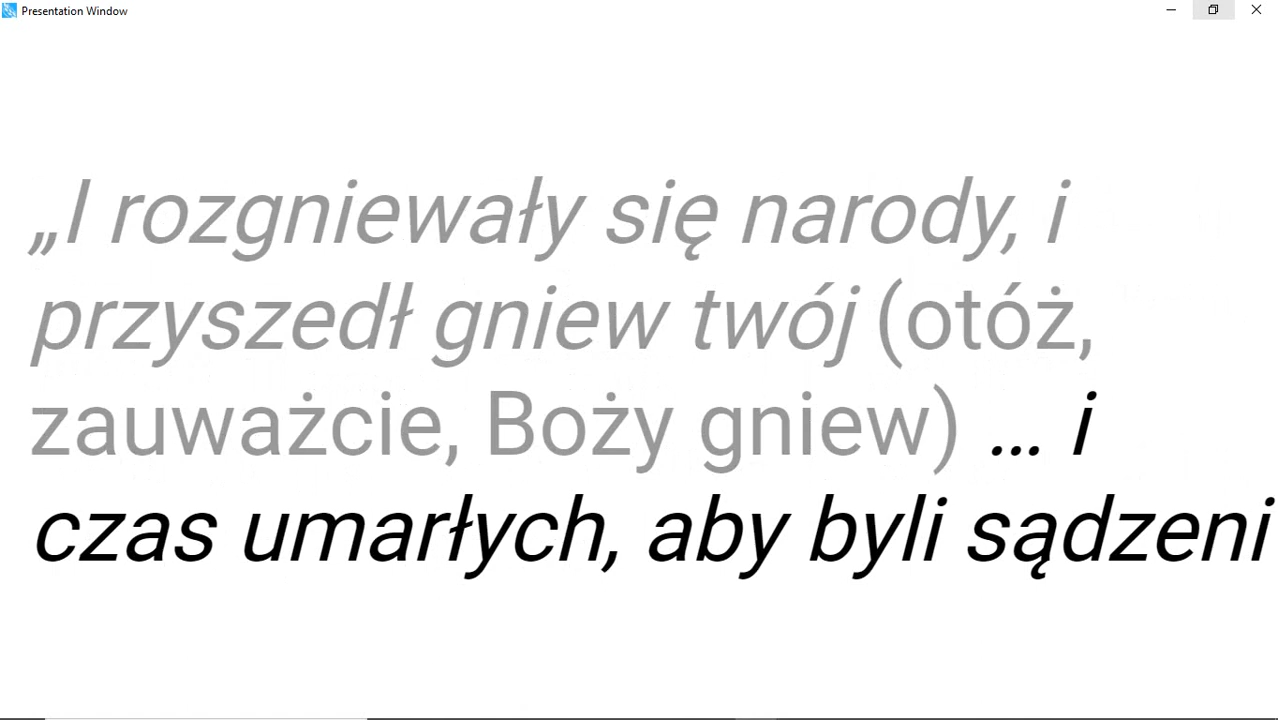 Presentation Window
„I rozgniewały się narody, i
przyszedł gniew twój (otóż,
zauważcie, Boży gniew) … i
czas umarłych, aby byli sądzeni